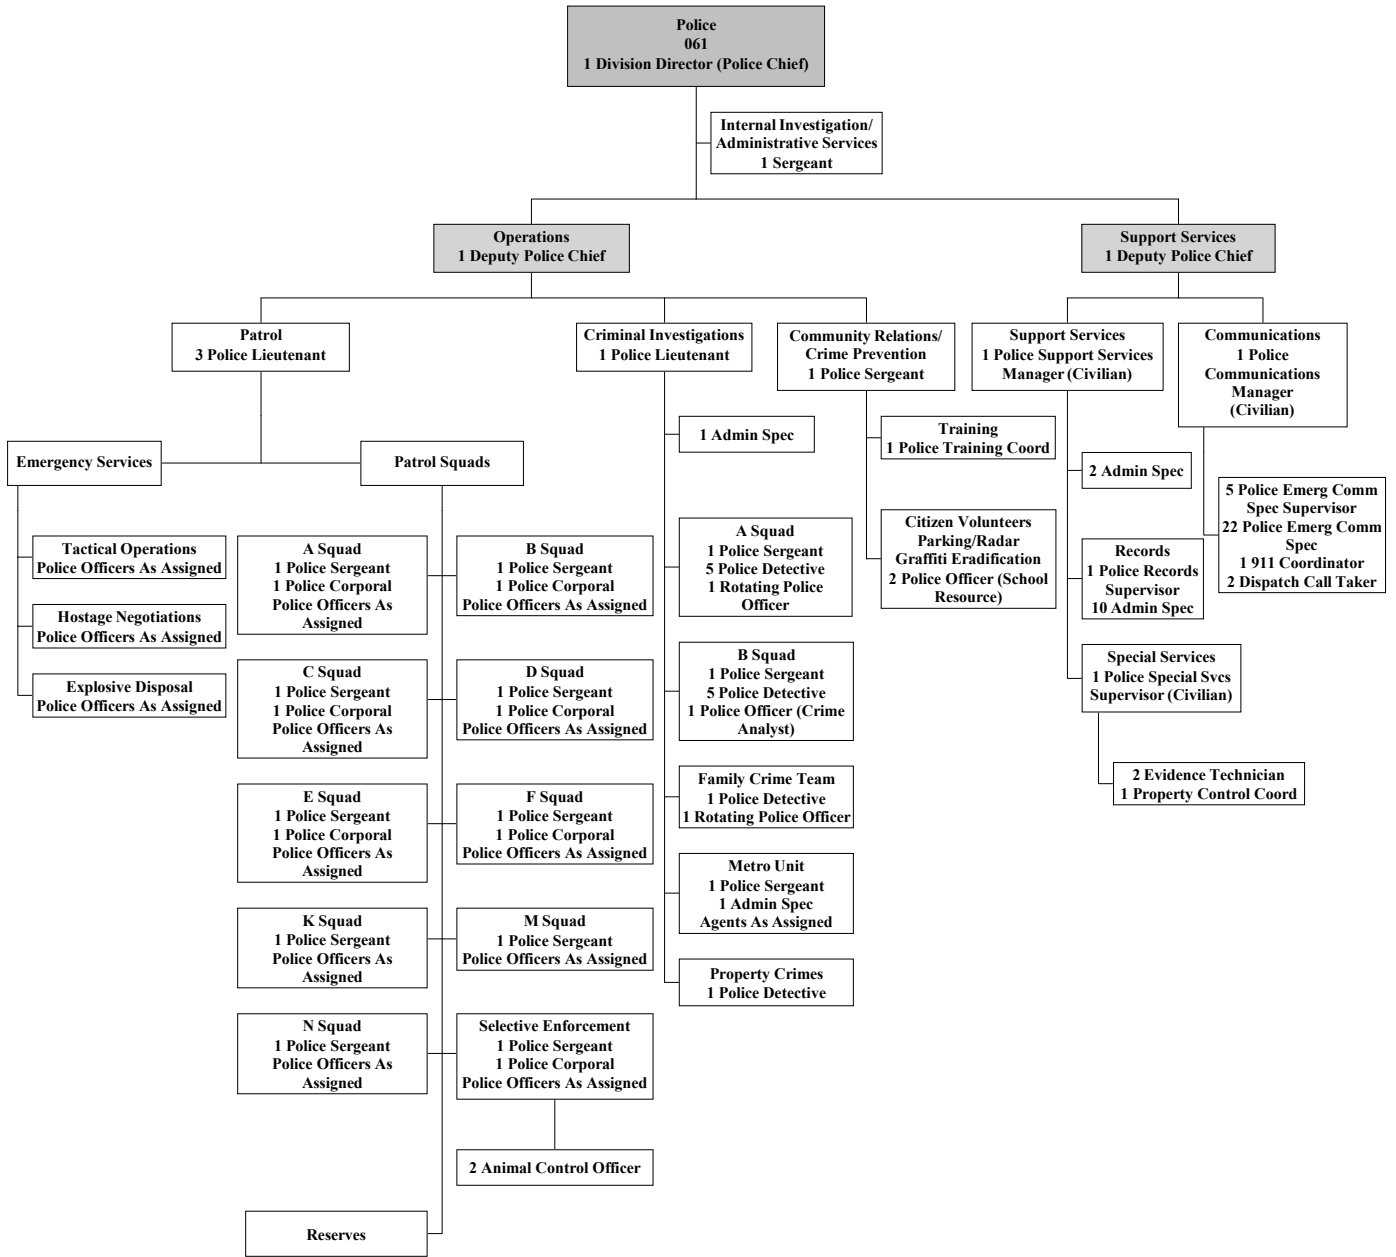 Police
061
1 Division Director (Police Chief)
Internal Investigation/
Administrative Services
1 Sergeant
Operations
1 Deputy Police Chief
Support Services
1 Deputy Police Chief
Patrol
3 Police Lieutenant
Criminal Investigations
1 Police Lieutenant
Community Relations/
Crime Prevention
1 Police Sergeant
Support Services
1 Police Support Services
Manager (Civilian)
Communications
1 Police
Communications
Manager
(Civilian)
Emergency Services
Patrol Squads
1 Admin Spec
Training
1 Police Training Coord
2 Admin Spec
5 Police Emerg Comm
Spec Supervisor
22 Police Emerg Comm
Spec
1 911 Coordinator
2 Dispatch Call Taker
Tactical Operations
Police Officers As Assigned
Hostage Negotiations
Police Officers As Assigned
Explosive Disposal
Police Officers As Assigned
A Squad
1 Police Sergeant
1 Police Corporal
Police Officers As
Assigned
B Squad
1 Police Sergeant
1 Police Corporal
Police Officers As Assigned
C Squad
1 Police Sergeant
1 Police Corporal
Police Officers As
Assigned
D Squad
1 Police Sergeant
1 Police Corporal
Police Officers As Assigned
E Squad
1 Police Sergeant
1 Police Corporal
Police Officers As
Assigned
F Squad
1 Police Sergeant
1 Police Corporal
Police Officers As Assigned
K Squad
1 Police Sergeant
Police Officers As
Assigned
M Squad
1 Police Sergeant
Police Officers As Assigned
N Squad
1 Police Sergeant
Police Officers As
Assigned
Selective Enforcement
1 Police Sergeant
1 Police Corporal
Police Officers As Assigned
2 Animal Control Officer
Reserves
A Squad
1 Police Sergeant
5 Police Detective
1 Rotating Police
Officer
B Squad
1 Police Sergeant
5 Police Detective
1 Police Officer (Crime
Analyst)
Family Crime Team
1 Police Detective
1 Rotating Police Officer
Metro Unit
1 Police Sergeant
1 Admin Spec
Agents As Assigned
Property Crimes
1 Police Detective
Citizen Volunteers
Parking/Radar
Graffiti Eradification
2 Police Officer (School
Resource)
Records
1 Police Records
Supervisor
10 Admin Spec
Special Services
1 Police Special Svcs
Supervisor (Civilian)
2 Evidence Technician
1 Property Control Coord